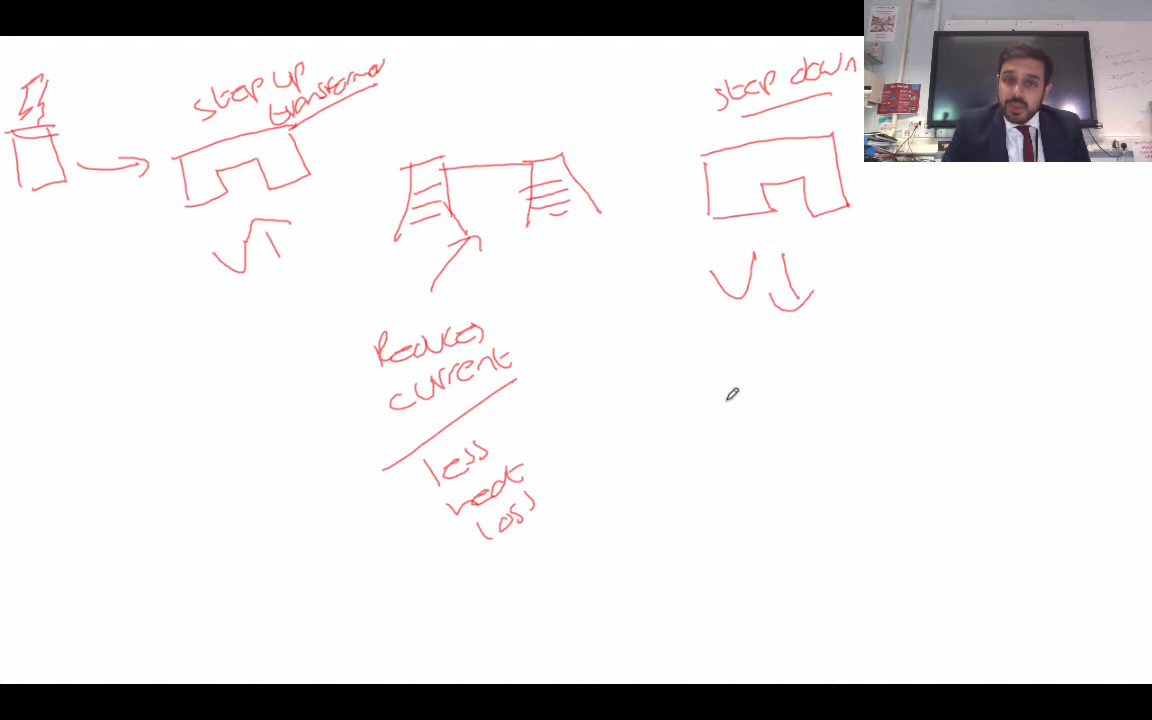 step up
transformer
V↑
Reduces
current
less
heat
loss
step down
V ↓